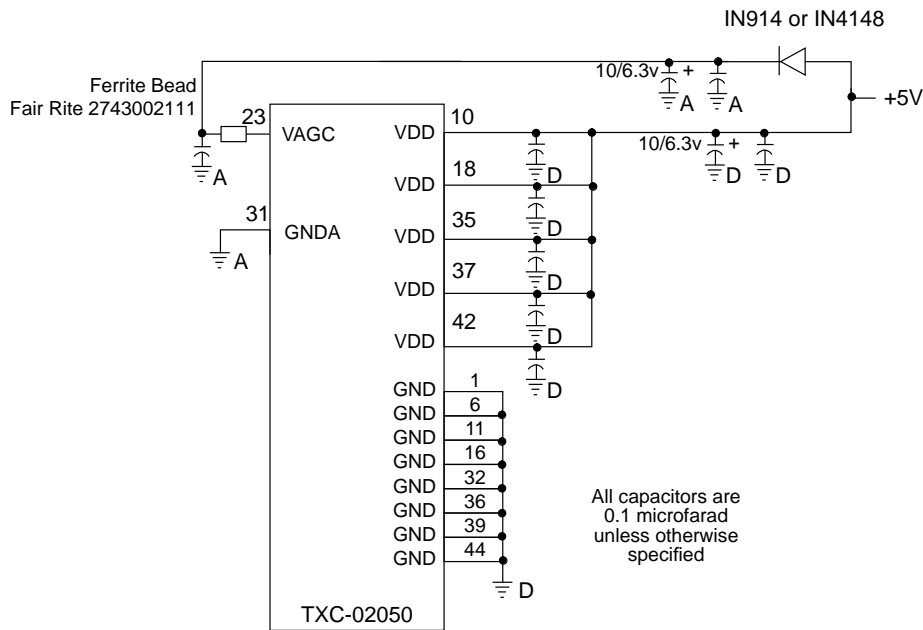 IN914 or IN4148
10/6.3v +
A A
+5V
Ferrite Bead
Fair Rite 2743002111
23 VAGC VDD 10
10/6.3v +
A
D
D D
VDD 18
D
31 GNDA VDD 35
A
D
VDD 37
D
VDD 42
D
GND 1
GND 6
GND 11
GND 16
GND 32
GND 36
GND 39
GND 44
D
All capacitors are
0.1 microfarad
unless otherwise
specified
TXC-02050